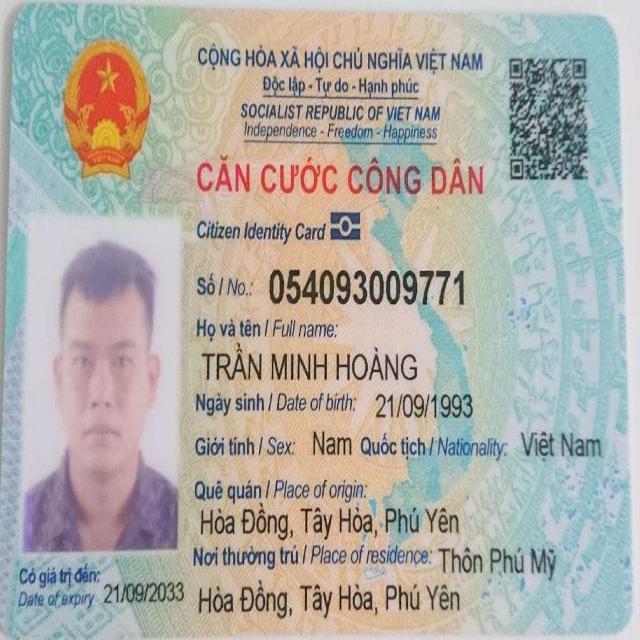 CỘNG HÒA XÃ HỘI CHỦ NGHĨA VIỆT NAM
Độc lập - Tự do - Hạnh phúc
SOCIALIST REPUBLIC OF VIET NAM
Independence - Freedom - Happiness
CĂN CƯỚC CÔNG DÂN
Citizen Identity Card
Số / No.: 054093009771
Họ và tên / Full name:
TRẦN MINH HOÀNG
Ngày sinh / Date of birth: 21/09/1993
Giới tính / Sex: Nam Quốc tịch / Nationality: Việt Nam
Quê quán / Place of origin:
Hòa Đồng, Tây Hòa, Phú Yên
Nơi thường trú / Place of residence: Thôn Phú Mỹ
Hòa Đồng, Tây Hòa, Phú Yên
Có giá trị đến: 21/09/2033
Date of expiry
VIỆT NAM